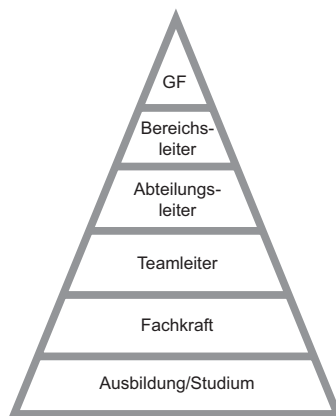 GF
Bereichs-
leiter
Abteilungs-
leiter
Teamleiter
Fachkraft
Ausbildung/Studium